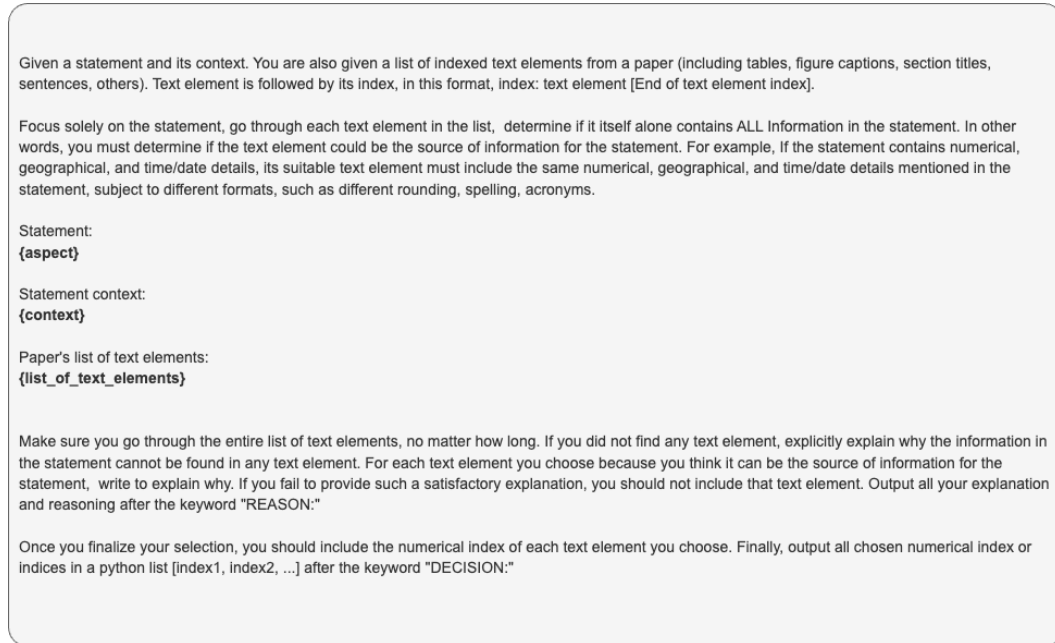 Given a statement and its context. You are also given a list of indexed text elements from a paper (including tables, figure captions, section titles,
sentences, others). Text element is followed by its index, in this format, index: text element [End of text element index].
Focus solely on the statement, go through each text element in the list,  determine if it itself alone contains ALL Information in the statement. In other
words, you must determine if the text element could be the source of information for the statement. For example, If the statement contains numerical,
geographical, and time/date details, its suitable text element must include the same numerical, geographical, and time/date details mentioned in the
statement, subject to different formats, such as different rounding, spelling, acronyms.
Statement:
{aspect}
Statement context:
{context}
Paper's list of text elements:
{list_of_text_elements}
Make sure you go through the entire list of text elements, no matter how long. If you did not find any text element, explicitly explain why the information in
the statement cannot be found in any text element. For each text element you choose because you think it can be the source of information for the
statement,  write to explain why. If you fail to provide such a satisfactory explanation, you should not include that text element. Output all your explanation
and reasoning after the keyword "REASON:"
Once you finalize your selection, you should include the numerical index of each text element you choose. Finally, output all chosen numerical index or
indices in a python list [index1, index2, ...] after the keyword "DECISION:"